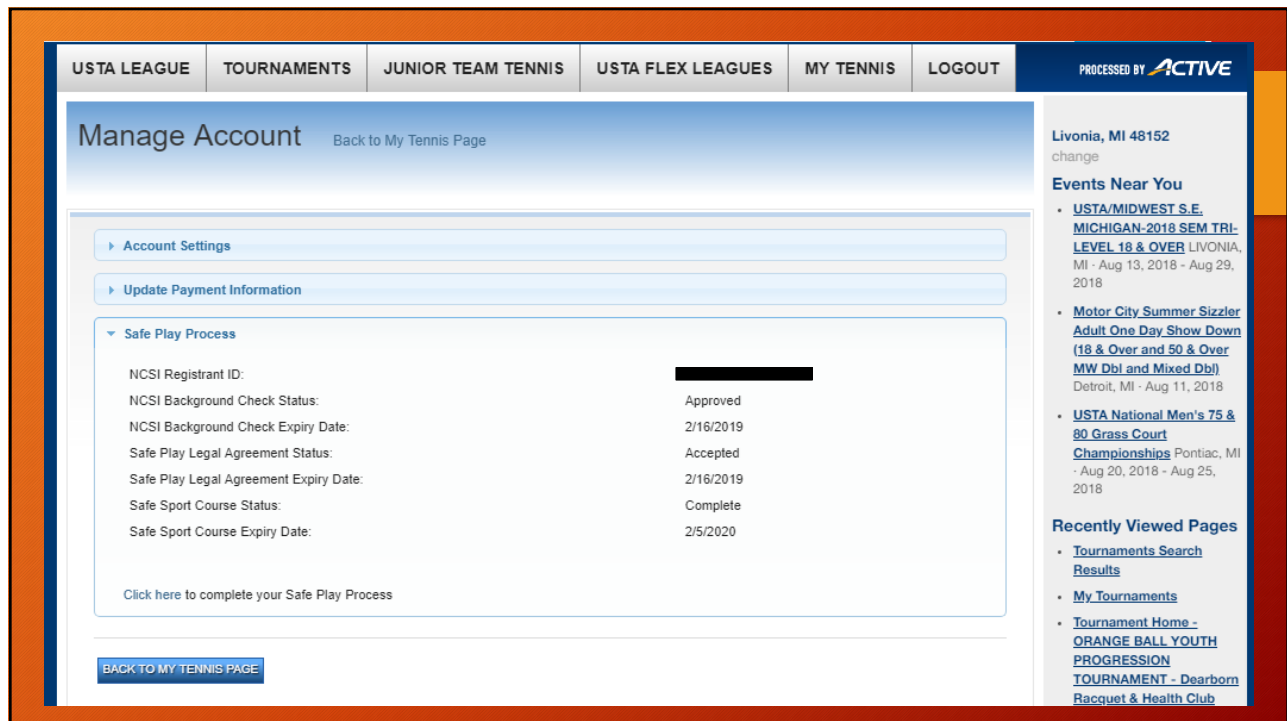 USTA LEAGUE TOURNAMENTS JUNIOR TEAM TENNIS USTA FLEX LEAGUES MY TENNIS LOGOUT PROCESSED BY ACTIVE
Manage Account Back to My Tennis Page
Account Settings
Update Payment Information
Safe Play Process
NCSI Registrant ID:
NCSI Background Check Status: Approved
NCSI Background Check Expiry Date: 2/16/2019
Safe Play Legal Agreement Status: Accepted
Safe Play Legal Agreement Expiry Date: 2/16/2019
Safe Sport Course Status: Complete
Safe Sport Course Expiry Date: 2/5/2020
Click here to complete your Safe Play Process
BACK TO MY TENNIS PAGE
Livonia, MI 48152
change
Events Near You
• USTA/MIDWEST S.E.
MICHIGAN-2018 SEM TRI-
LEVEL 18 & OVER LIVONIA,
MI · Aug 13, 2018 - Aug 29,
2018
• Motor City Summer Sizzler
Adult One Day Show Down
(18 & Over and 50 & Over
MW Dbl and Mixed Dbl)
Detroit, MI · Aug 11, 2018
• USTA National Men's 75 &
80 Grass Court
Championships Pontiac, MI
· Aug 20, 2018 - Aug 25,
2018
Recently Viewed Pages
• Tournaments Search
Results
• My Tournaments
• Tournament Home -
ORANGE BALL YOUTH
PROGRESSION
TOURNAMENT - Dearborn
Racquet & Health Club